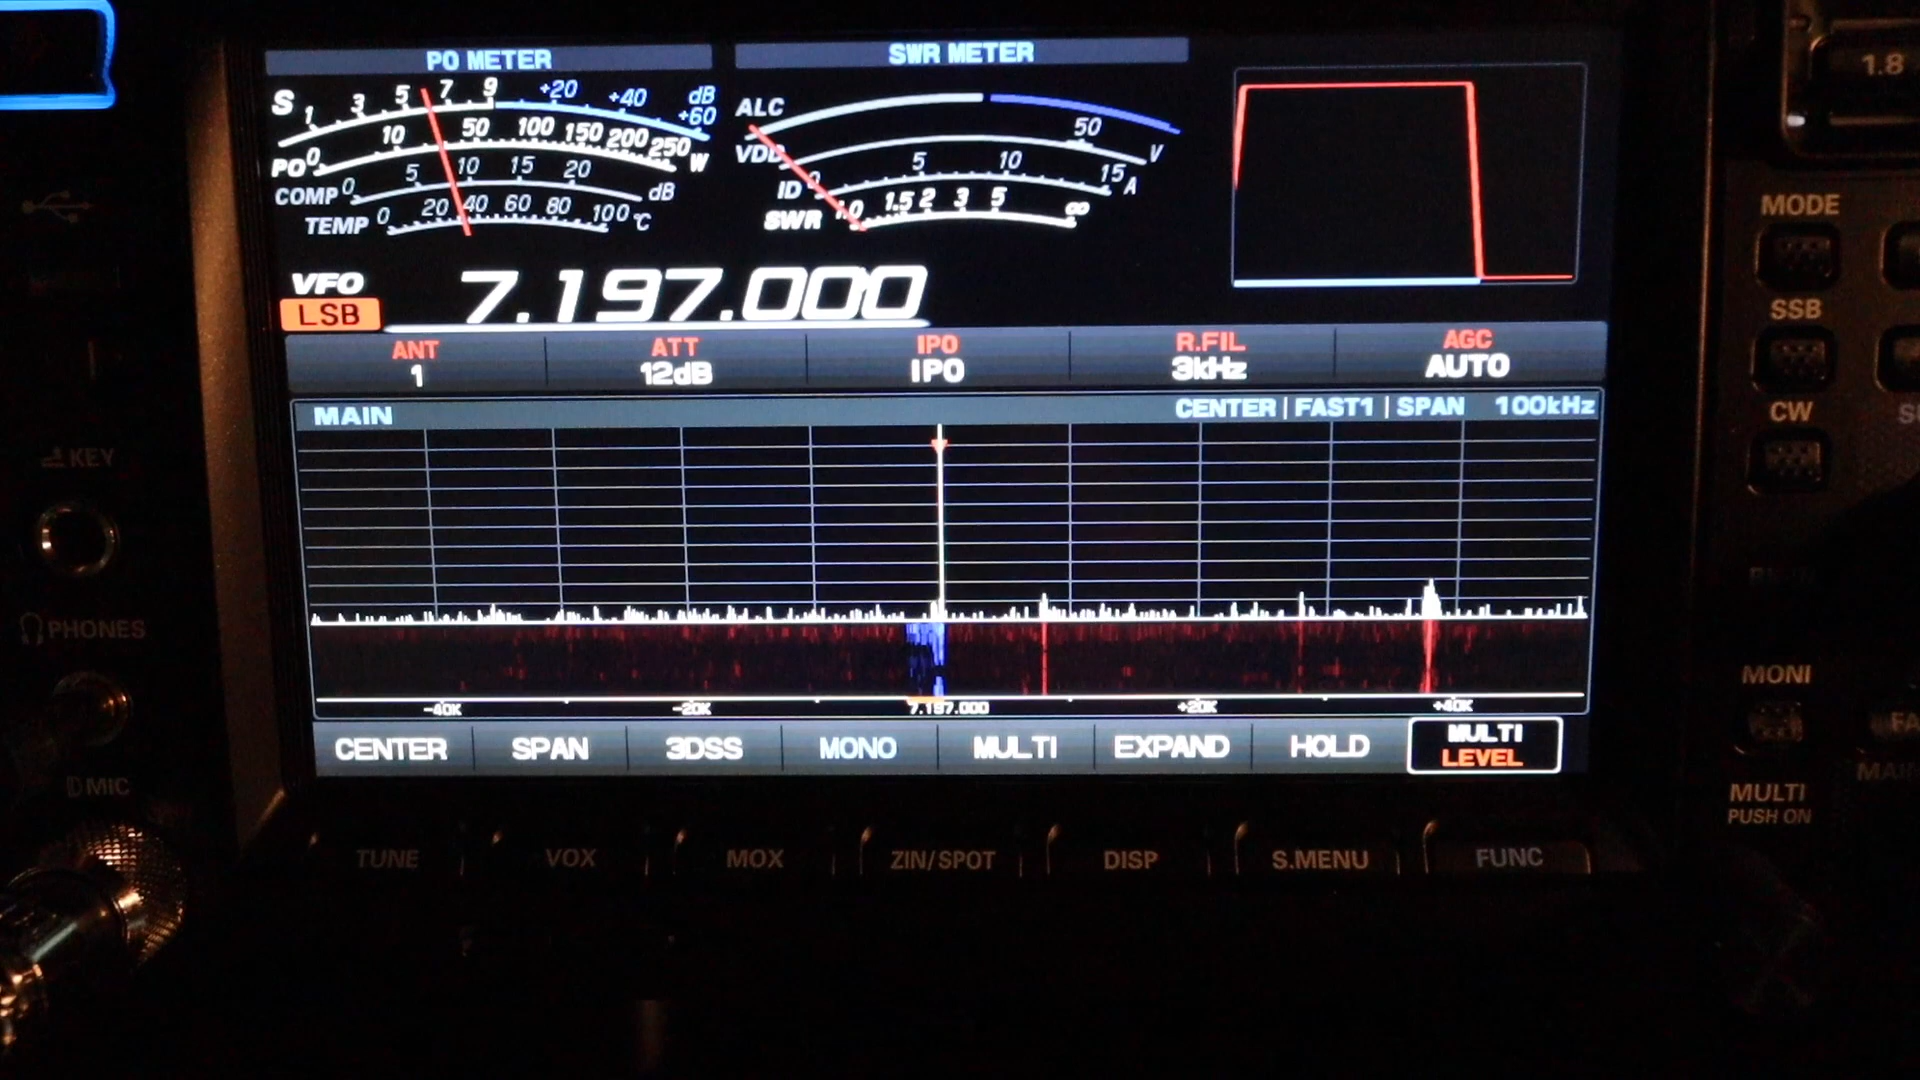 PO METER
SWR METER
S 1 3 5 7 9 +20 +40 +60 dB
PO 0 10 50 100 150 200 250 W
COMP 0 5 10 15 20 dB
TEMP 0 20 40 60 80 100 °C
ALC
VDD 50 V
ID 0 5 10 15 A
SWR 1.0 1.5 2 3 5 ∞
1.8
VFO
LSB
7.197.000
ANT
1
ATT
12dB
IPO
IPO
R.FIL
3kHz
AGC
AUTO
MAIN
CENTER | FAST1 | SPAN 100kHz
-40K -20K 7.197.000 +20K +40K
CENTER SPAN 3DSS MONO MULTI EXPAND HOLD MULTI
LEVEL
TUNE VOX MOX ZIN/SPOT DISP S.MENU FUNC
KEY
PHONES
MIC
MODE
SSB
CW
MONI
MULTI
PUSH ON